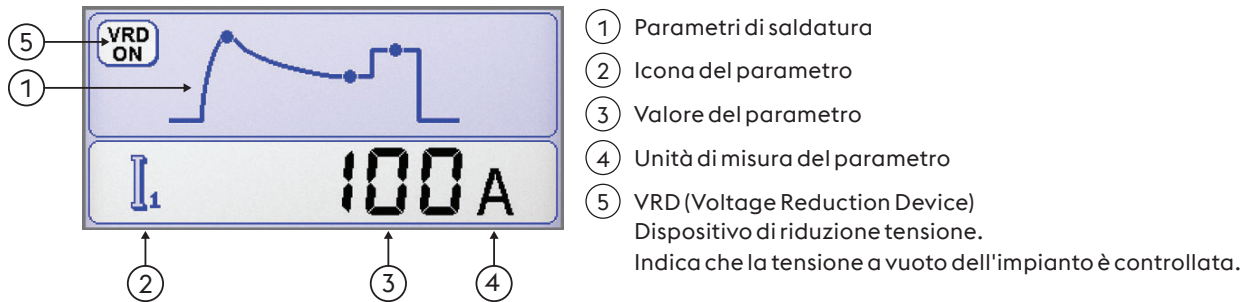 5
VRD
ON
1
I1
100 A
2
3
4
1 Parametri di saldatura
2 Icona del parametro
3 Valore del parametro
4 Unità di misura del parametro
5 VRD (Voltage Reduction Device)
Dispositivo di riduzione tensione.
Indica che la tensione a vuoto dell'impianto è controllata.